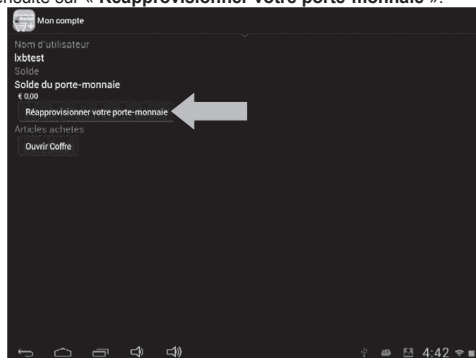 ensuite sur « Réapprovisionner votre porte-monnaie ».
Mon compte
Nom d'utilisateur
lxbtest
Solde
Solde du porte-monnaie
€ 0,00
Réapprovisionner votre porte-monnaie
Articles achetes
Ouvrir Coffre
4:42